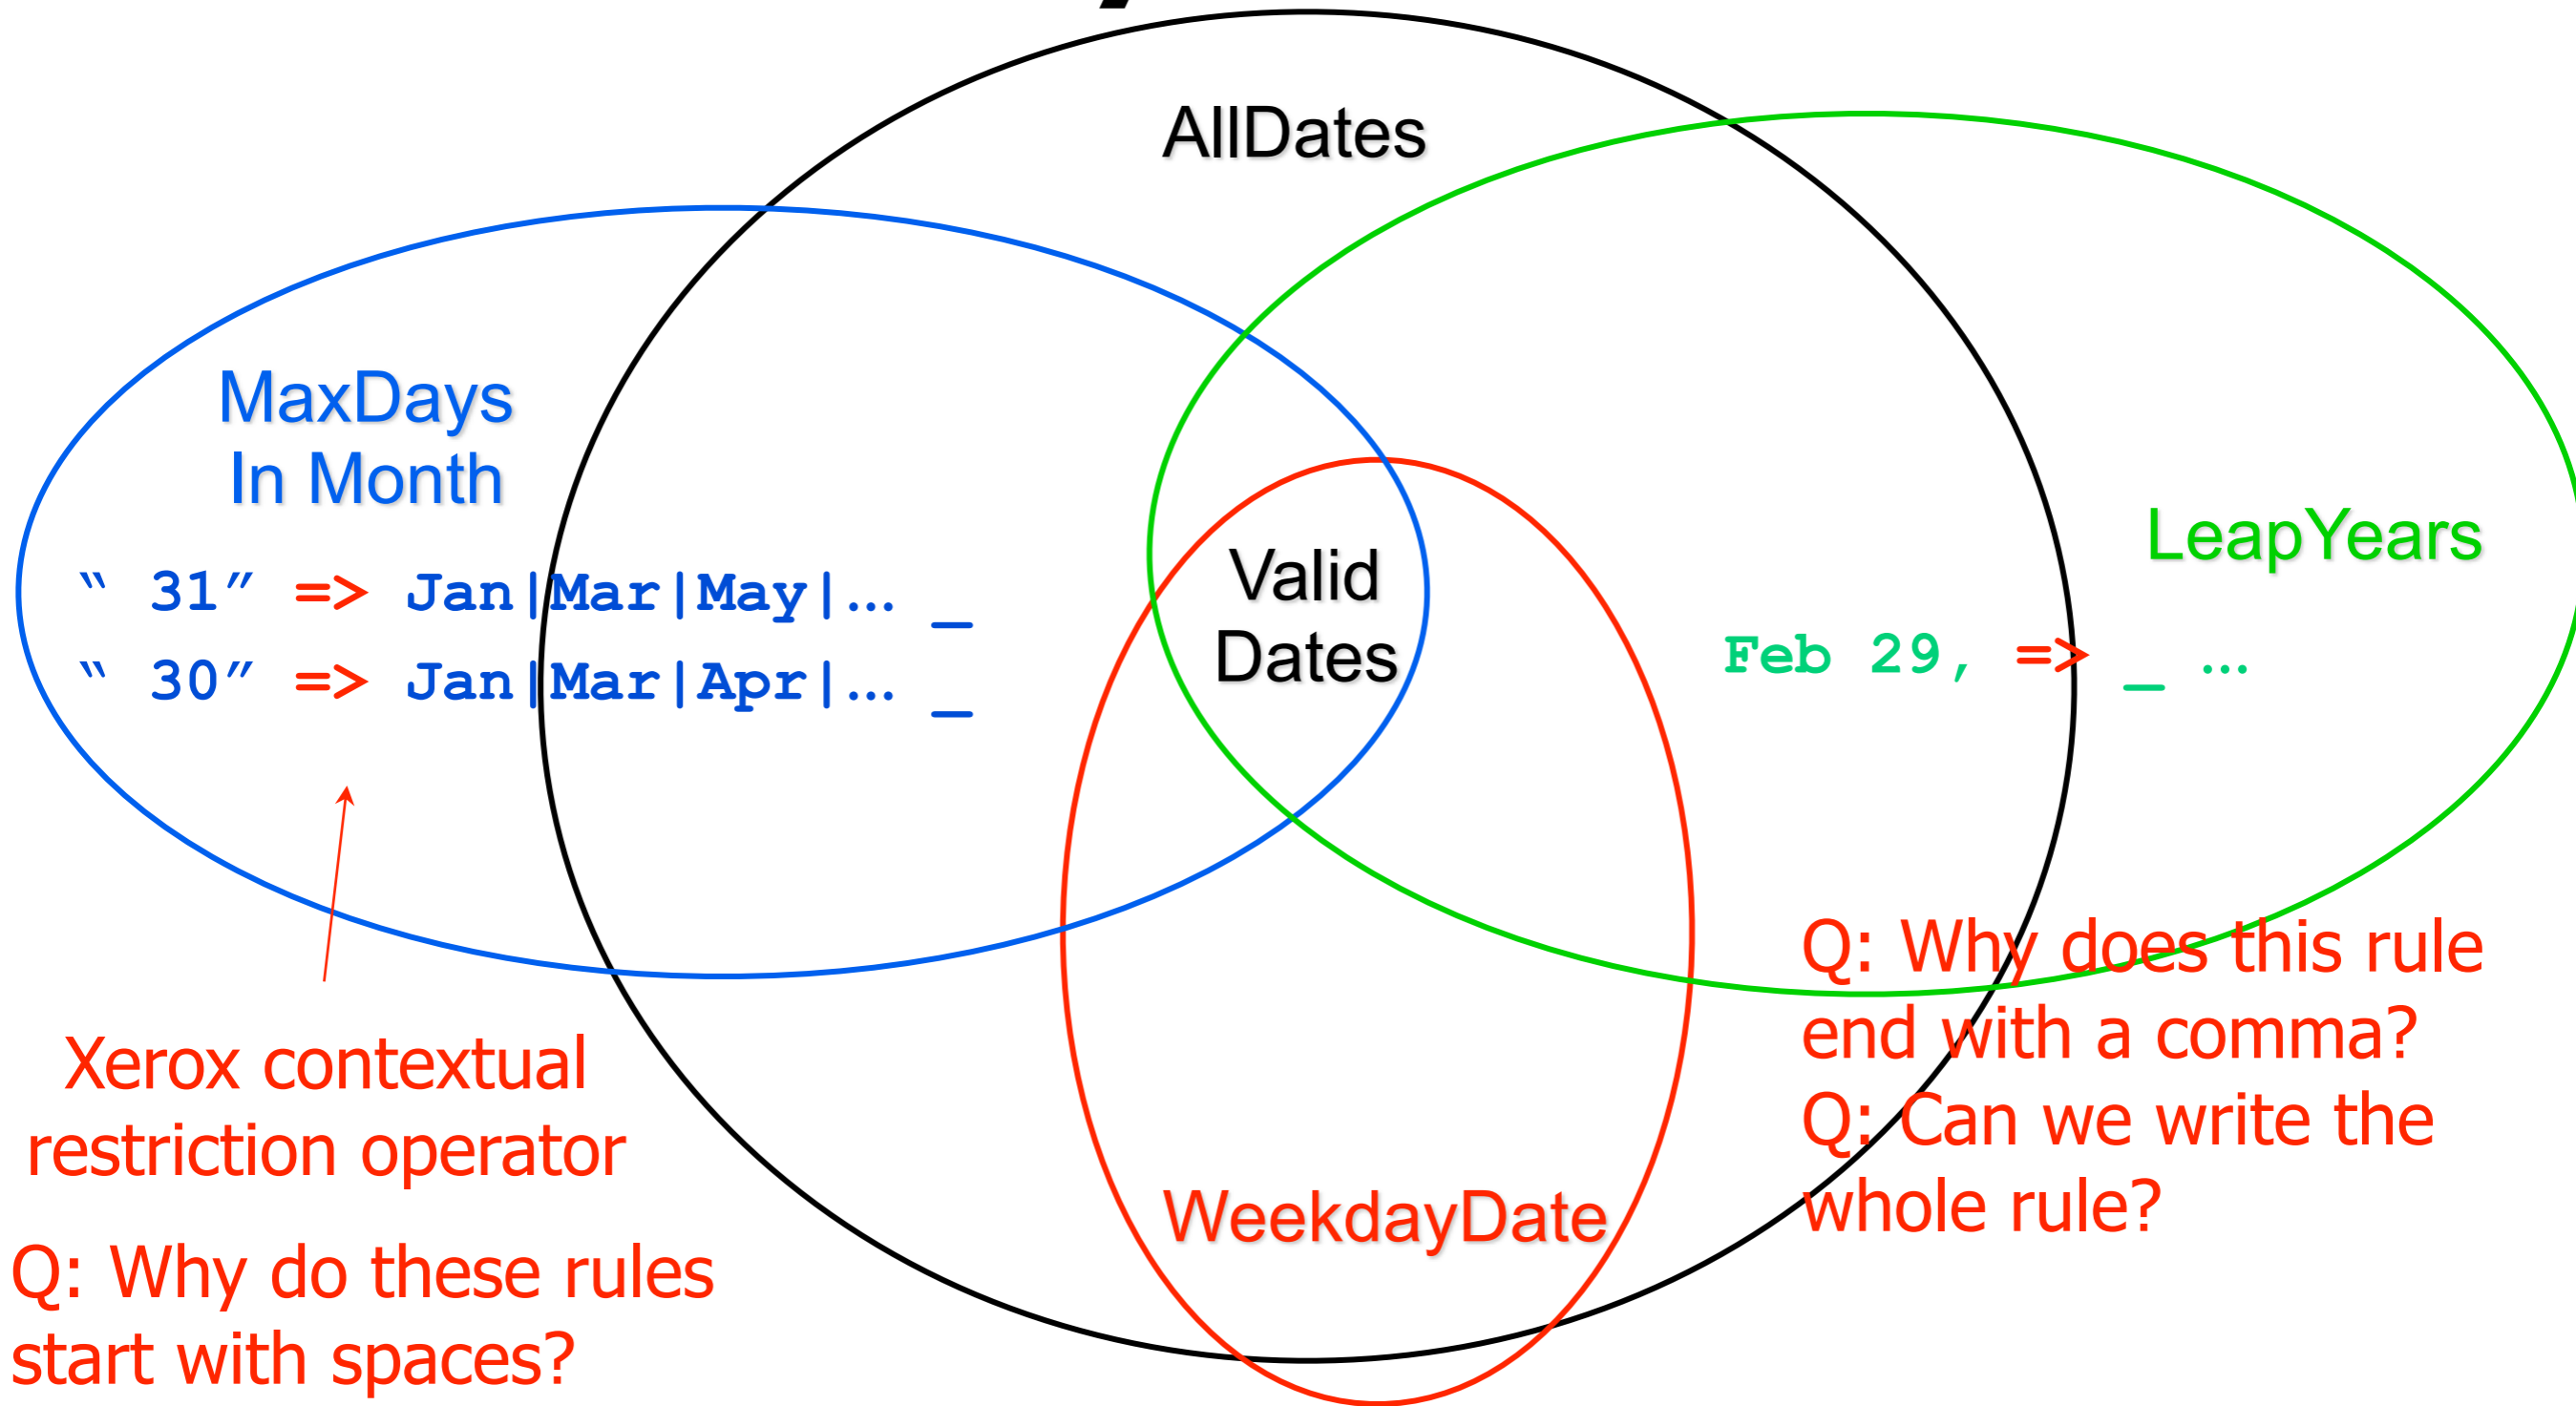 AllDates
MaxDays
In Month
“ 31” => Jan|Mar|May|… _
“ 30” => Jan|Mar|Apr|… _
Valid
Dates
LeapYears
Feb 29, => _ …
Xerox contextual
restriction operator
Q: Why do these rules
start with spaces?
WeekdayDate
Q: Why does this rule
end with a comma?
Q: Can we write the
whole rule?